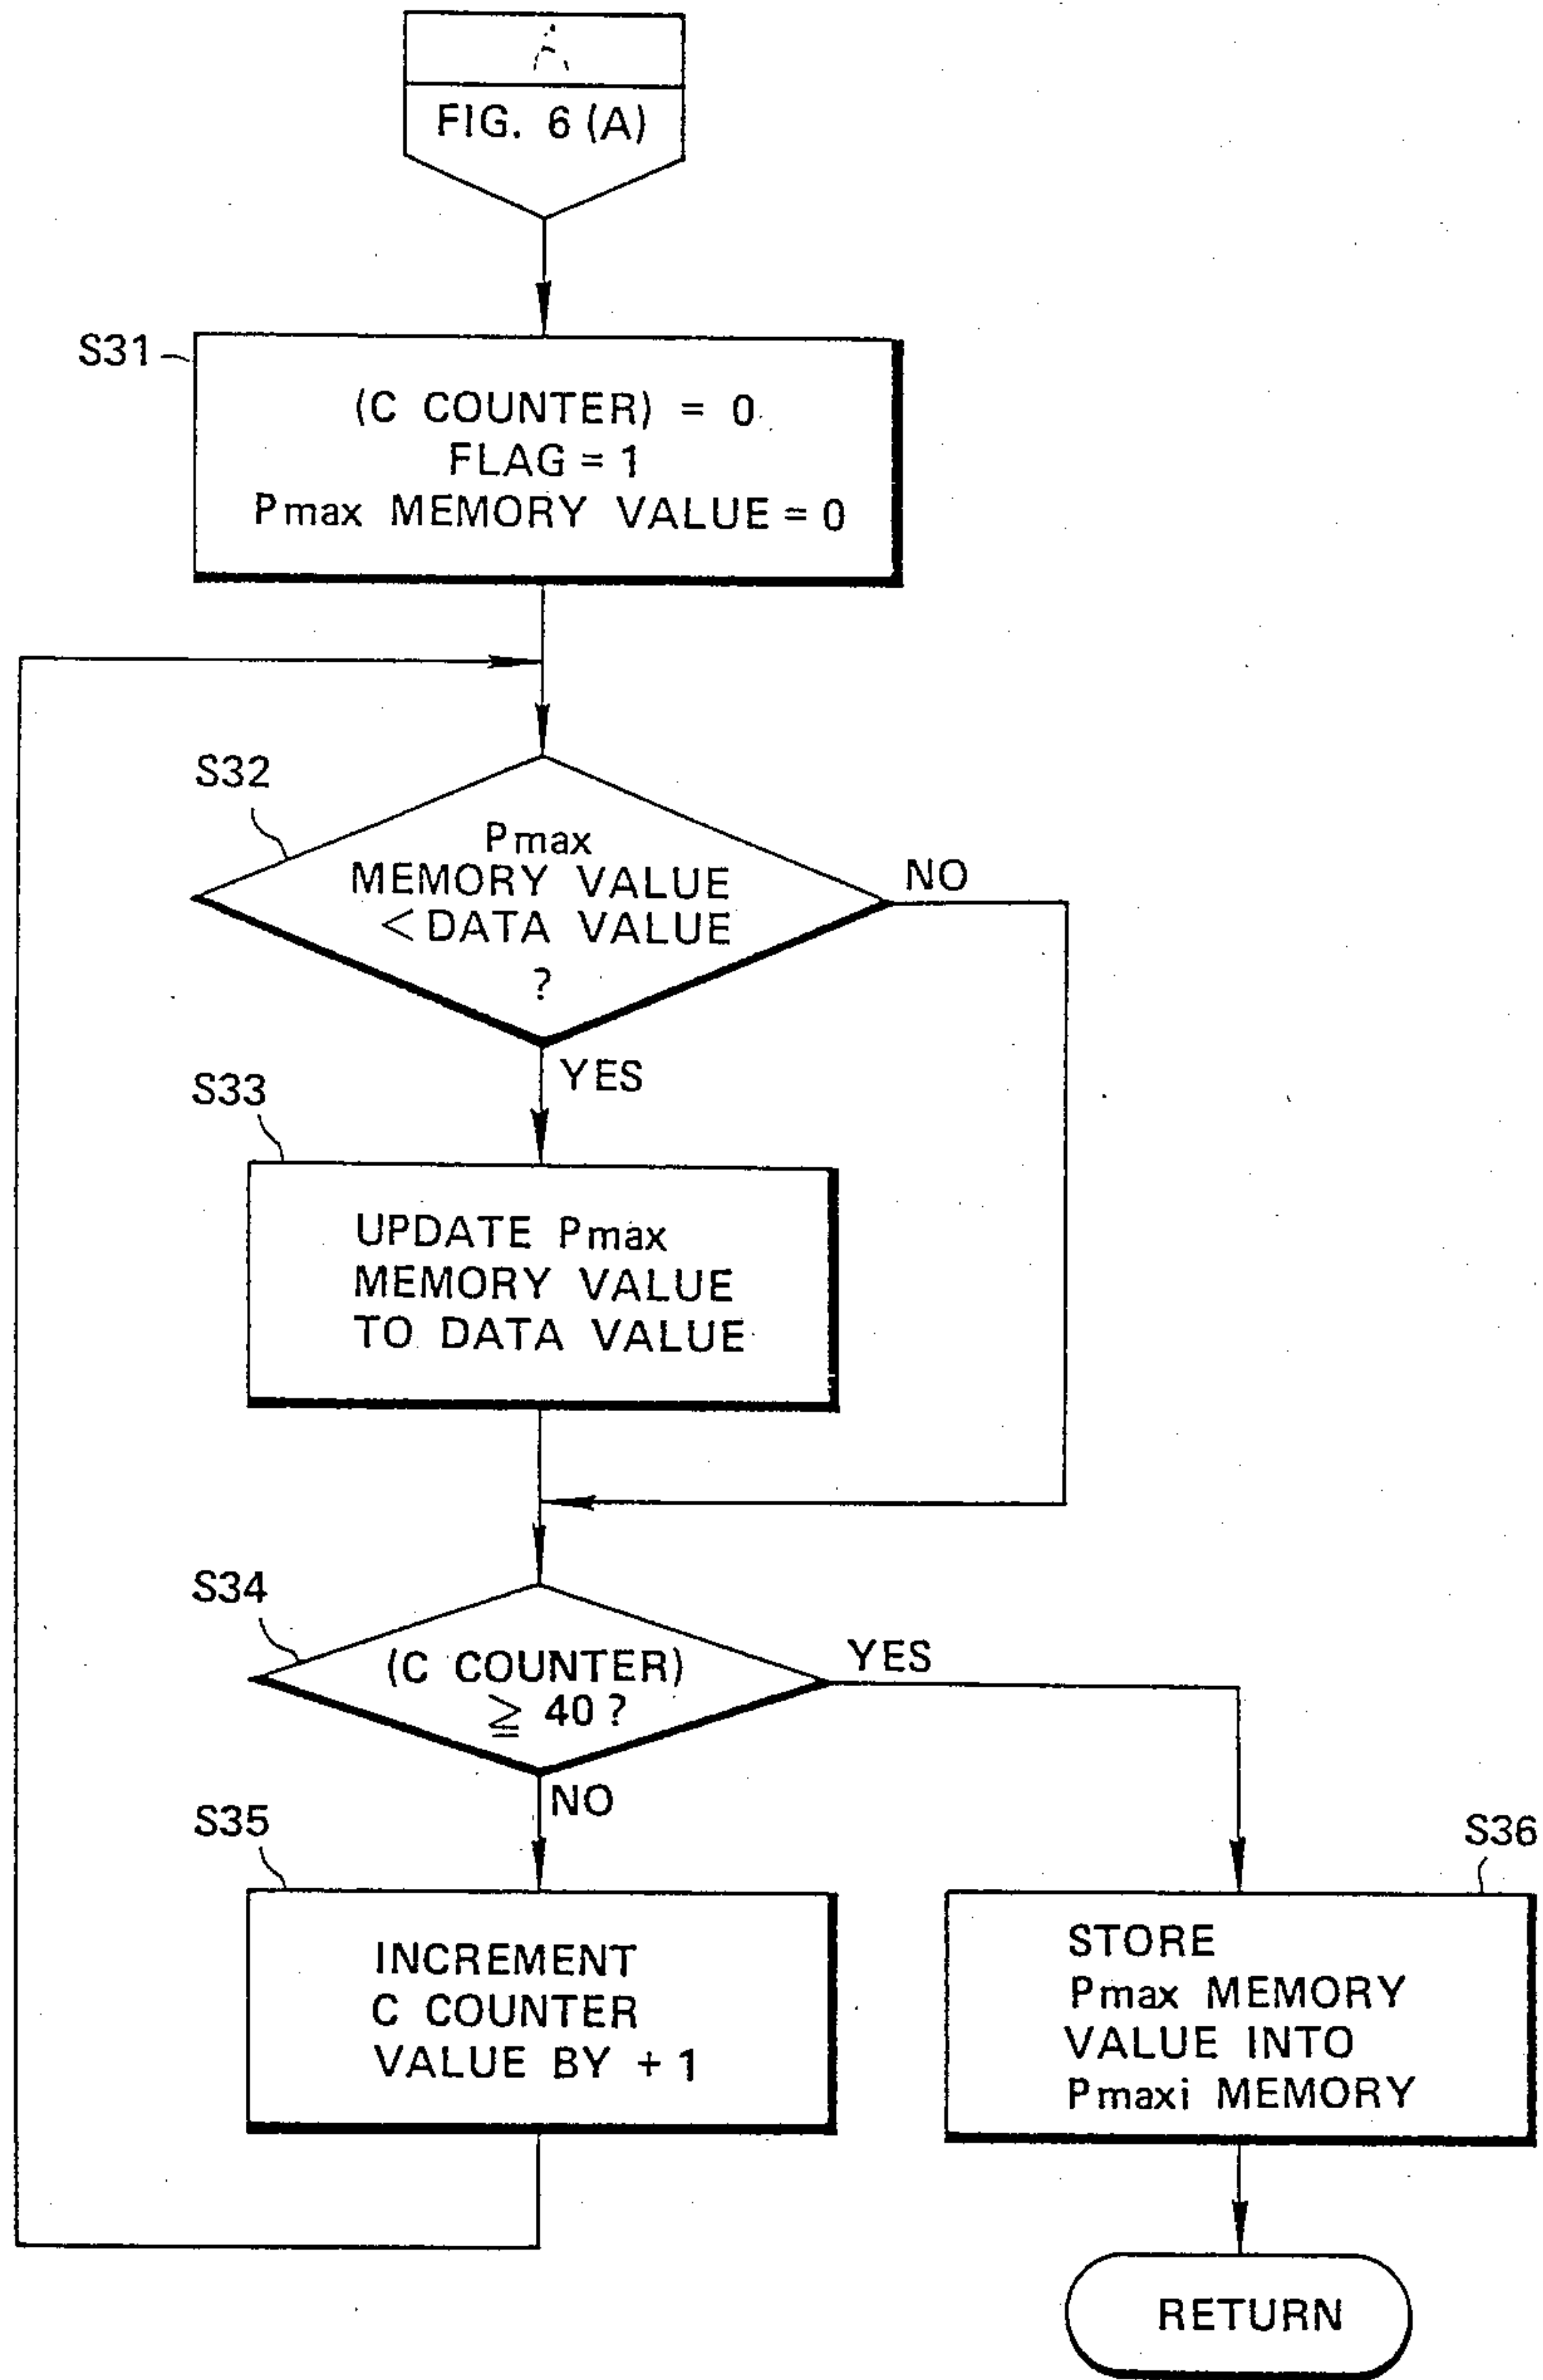 A
FIG. 6 (A)
S31
(C COUNTER) = 0
FLAG = 1
Pmax MEMORY VALUE = 0
S32
Pmax
MEMORY VALUE
< DATA VALUE
?
NO
YES
S33
UPDATE Pmax
MEMORY VALUE
TO DATA VALUE
S34
(C COUNTER)
≧ 40 ?
YES
NO
S35
INCREMENT
C COUNTER
VALUE BY + 1
S36
STORE
Pmax MEMORY
VALUE INTO
Pmaxi MEMORY
RETURN